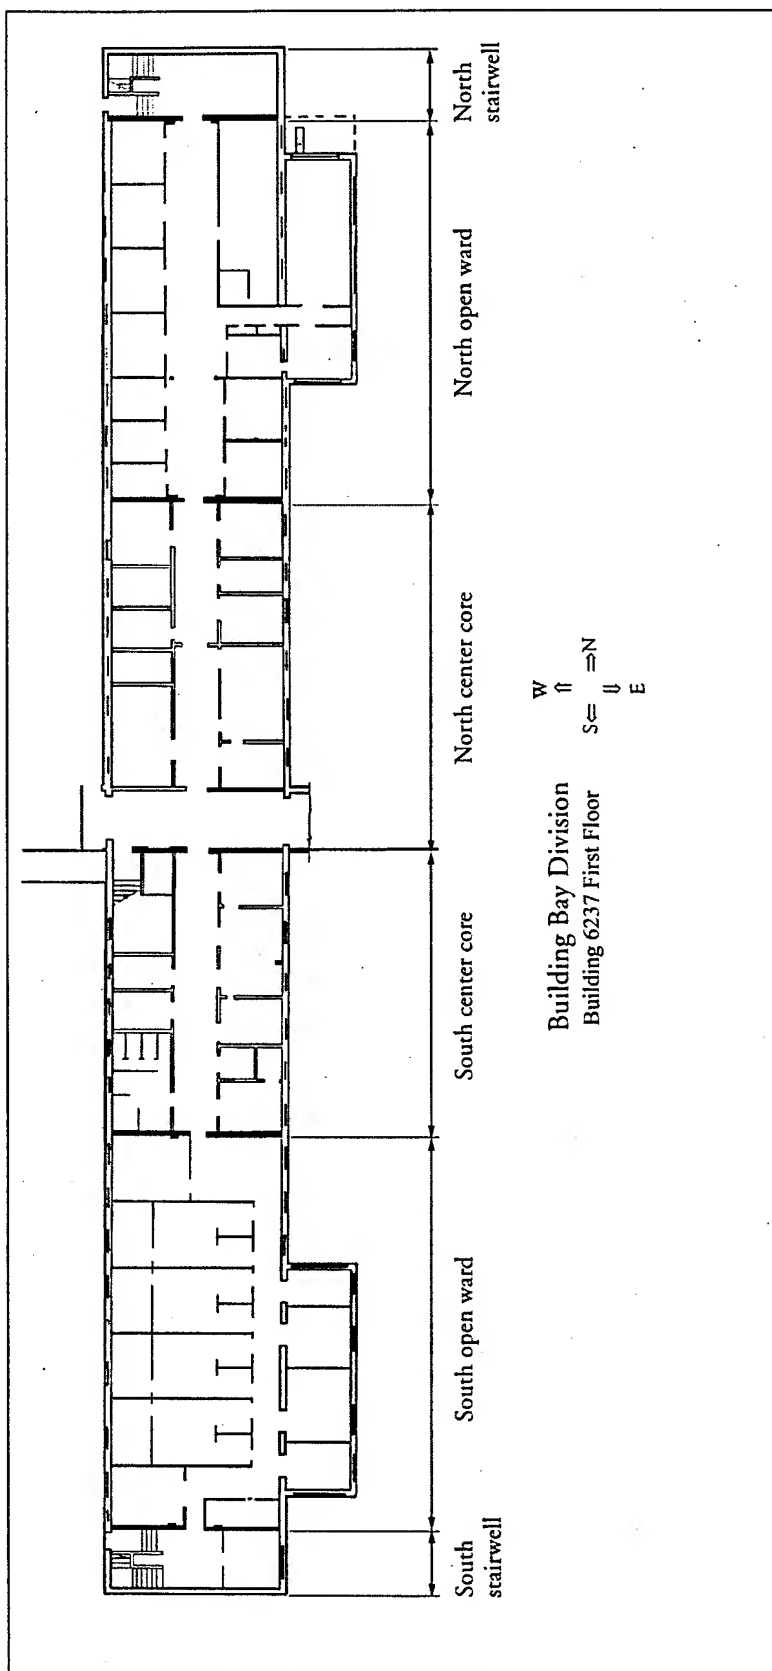 South
stairwell
South open ward
South center core
North center core
North open ward
North
stairwell
Building Bay Division
Building 6237 First Floor
W
⇑
S⇐ ⇒N
⇓
E